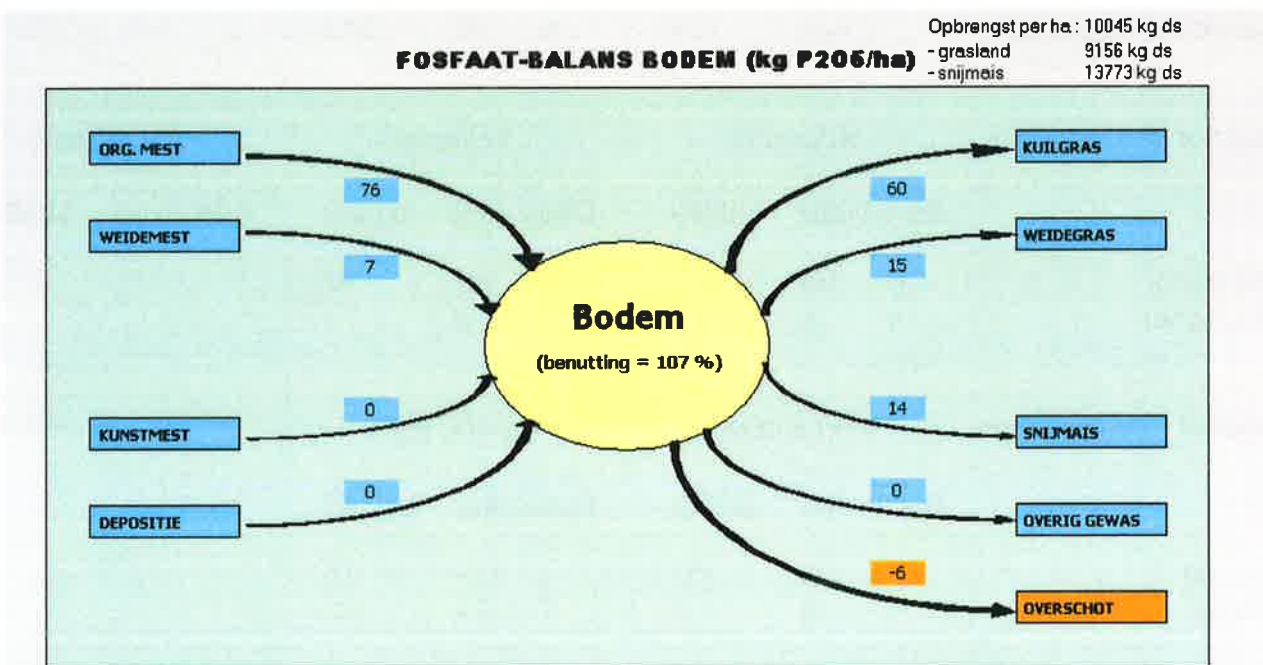 Opbrengst per ha: 10045 kg ds
- grasland 9156 kg ds
- snijmais 13773 kg ds
FOSFAAT-BALANS BODEM (kg P2O5/ha)
ORG. MEST
KUILGRAS
76
60
WEIDEMEST
WEIDEGRAS
7
15
Bodem
(benutting = 107 %)
0
14
KUNSTMEST
SNIJMAIS
0
0
DEPOSITIE
OVERIG GEWAS
-6
OVERSCHOT